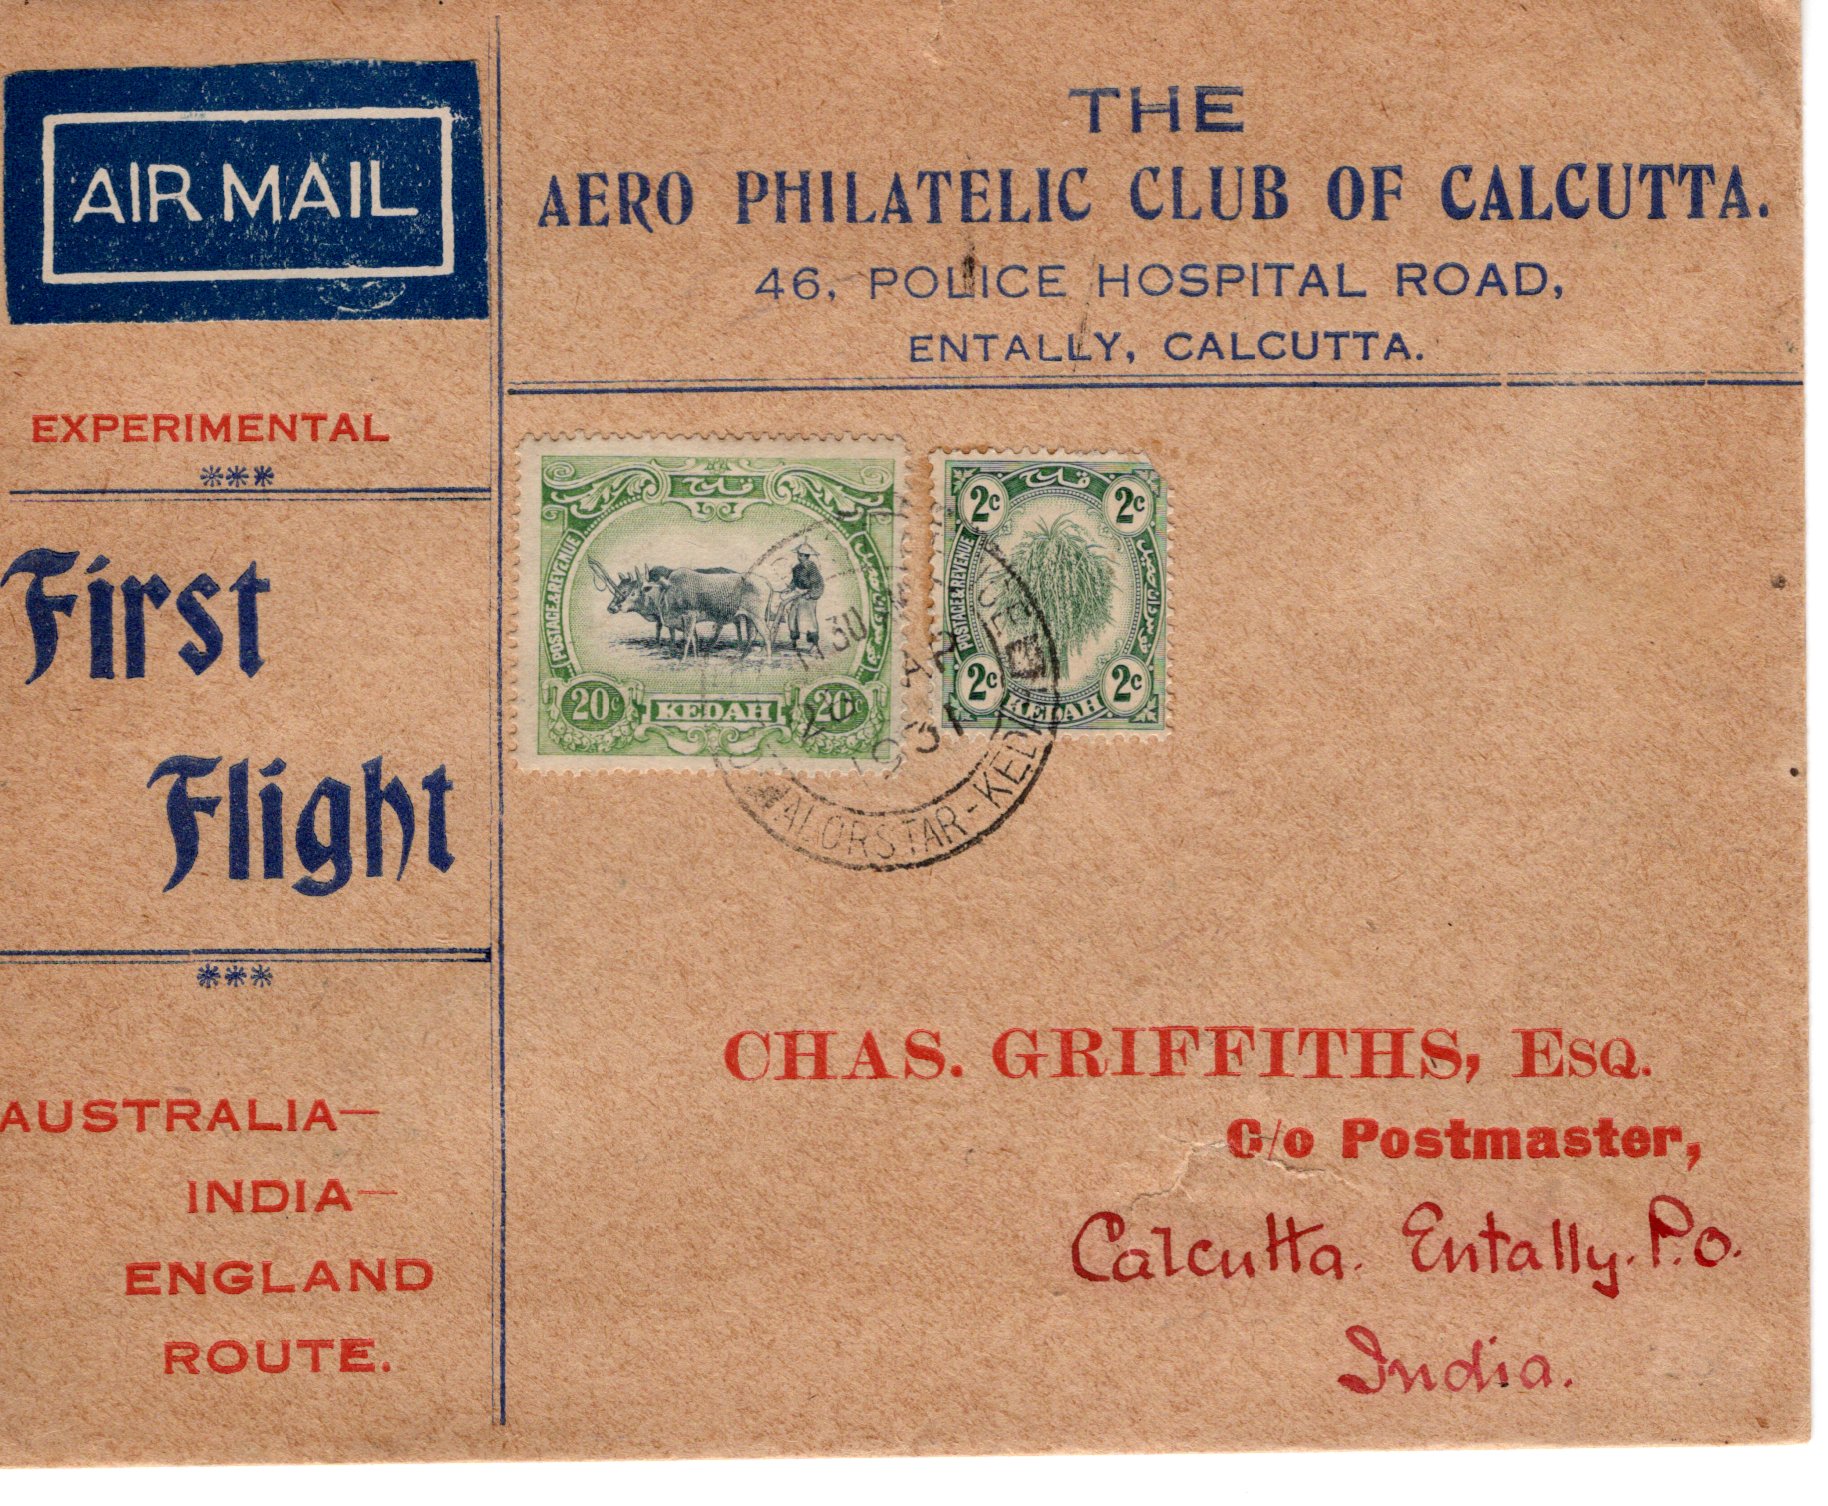 AIR MAIL
THE
AERO PHILATELIC CLUB OF CALCUTTA.
46, POLICE HOSPITAL ROAD,
ENTALLY, CALCUTTA.
EXPERIMENTAL
***
First
Flight
***
AUSTRALIA—
INDIA—
ENGLAND
ROUTE.
POSTAGE & REVENUE
20c KEDAH 20c
2c 2c
POSTAGE & REVENUE
2c 2c
KEDAH
AP
1931
ALORSTAR-KED
CHAS. GRIFFITHS, ESQ.
C/o Postmaster,
Calcutta. Entally. P.O.
India.